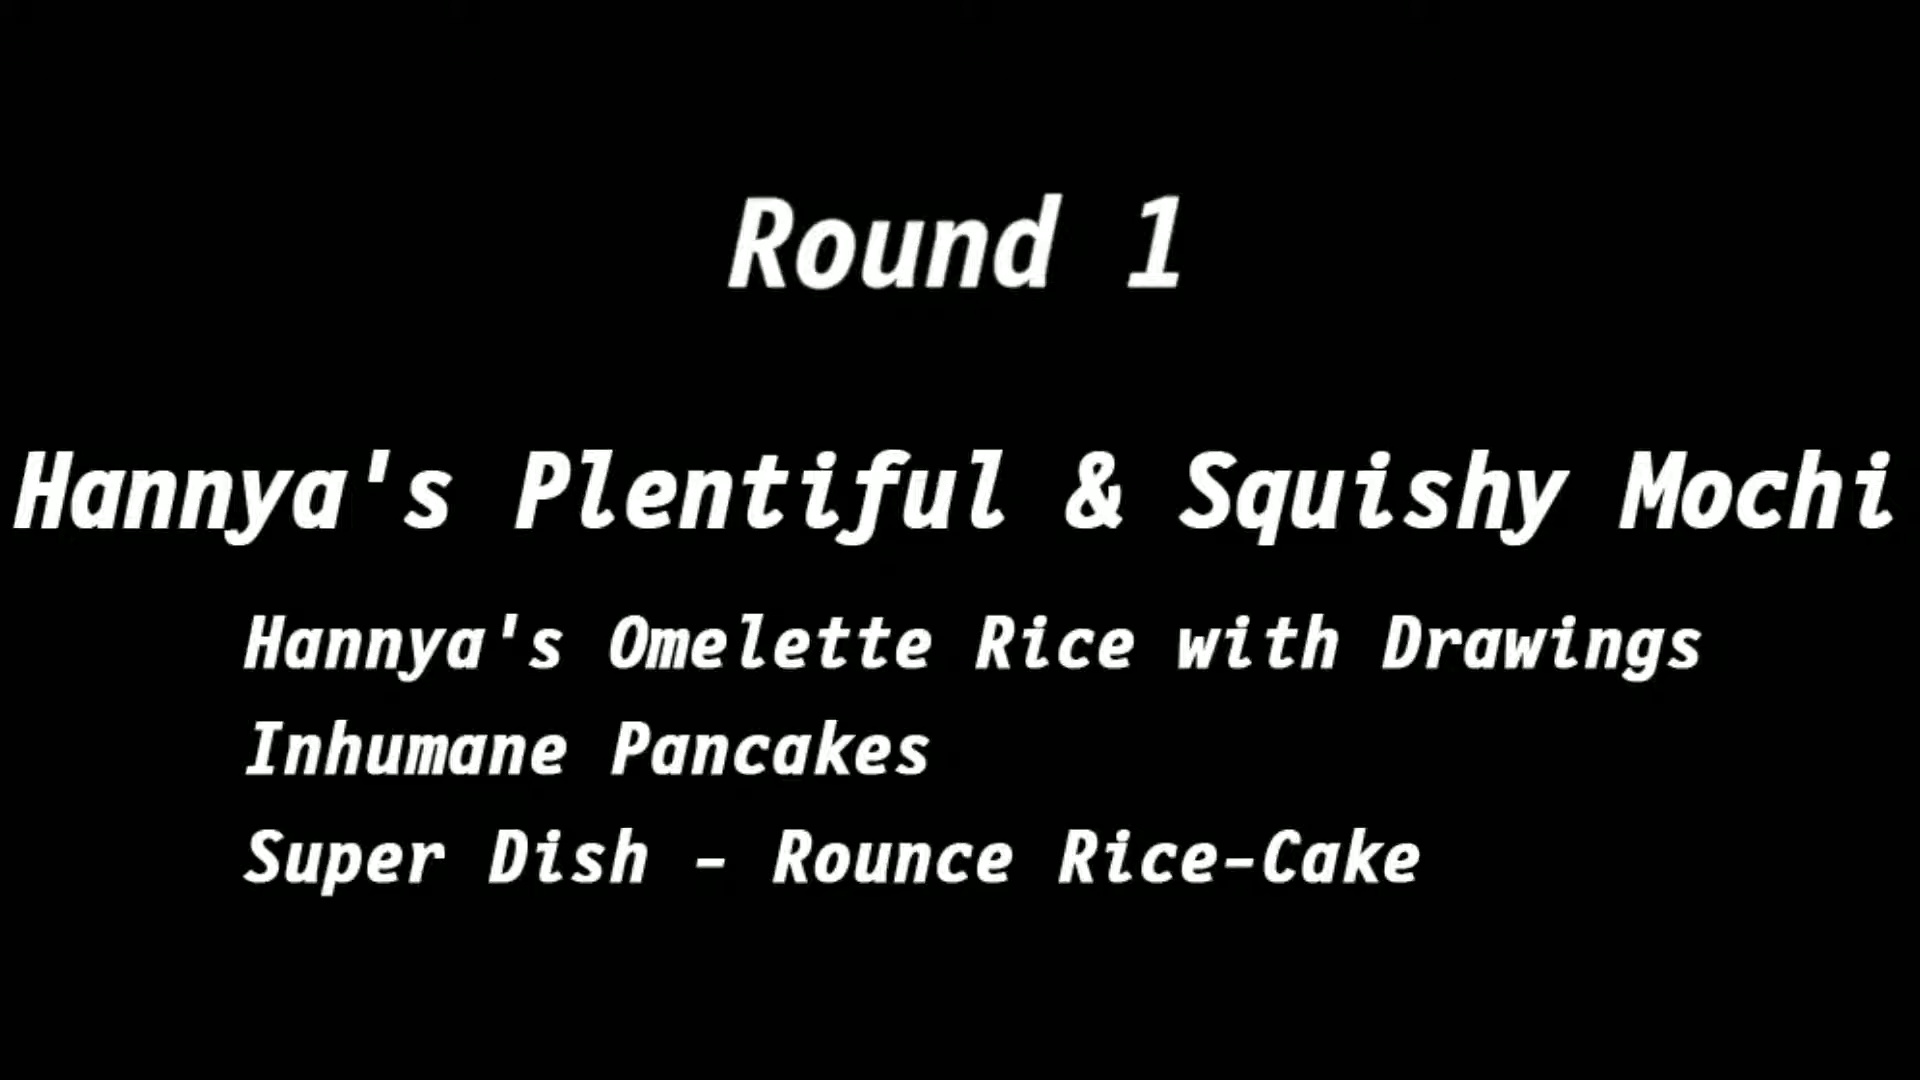 Round 1
Hannya's Plentiful & Squishy Mochi
Hannya's Omelette Rice with Drawings
Inhumane Pancakes
Super Dish - Rounce Rice-Cake